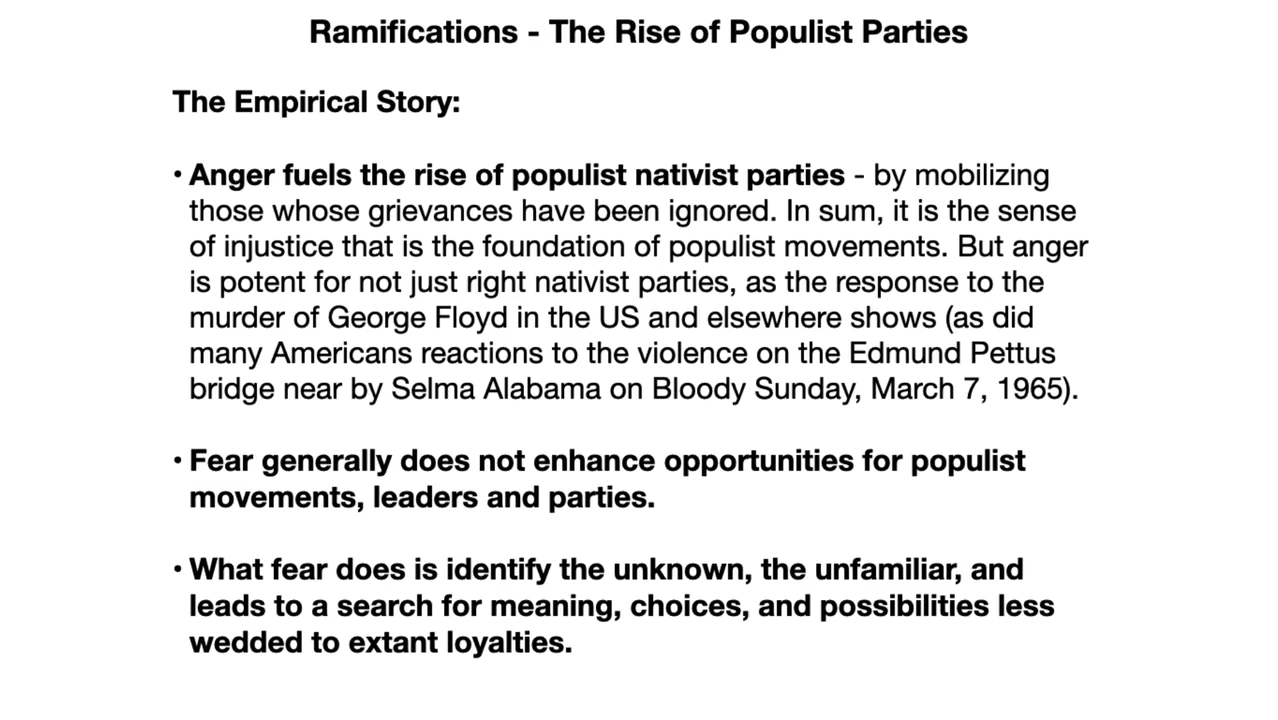 Ramifications - The Rise of Populist Parties
The Empirical Story:
• Anger fuels the rise of populist nativist parties - by mobilizing
those whose grievances have been ignored. In sum, it is the sense
of injustice that is the foundation of populist movements. But anger
is potent for not just right nativist parties, as the response to the
murder of George Floyd in the US and elsewhere shows (as did
many Americans reactions to the violence on the Edmund Pettus
bridge near by Selma Alabama on Bloody Sunday, March 7, 1965).
• Fear generally does not enhance opportunities for populist
movements, leaders and parties.
• What fear does is identify the unknown, the unfamiliar, and
leads to a search for meaning, choices, and possibilities less
wedded to extant loyalties.